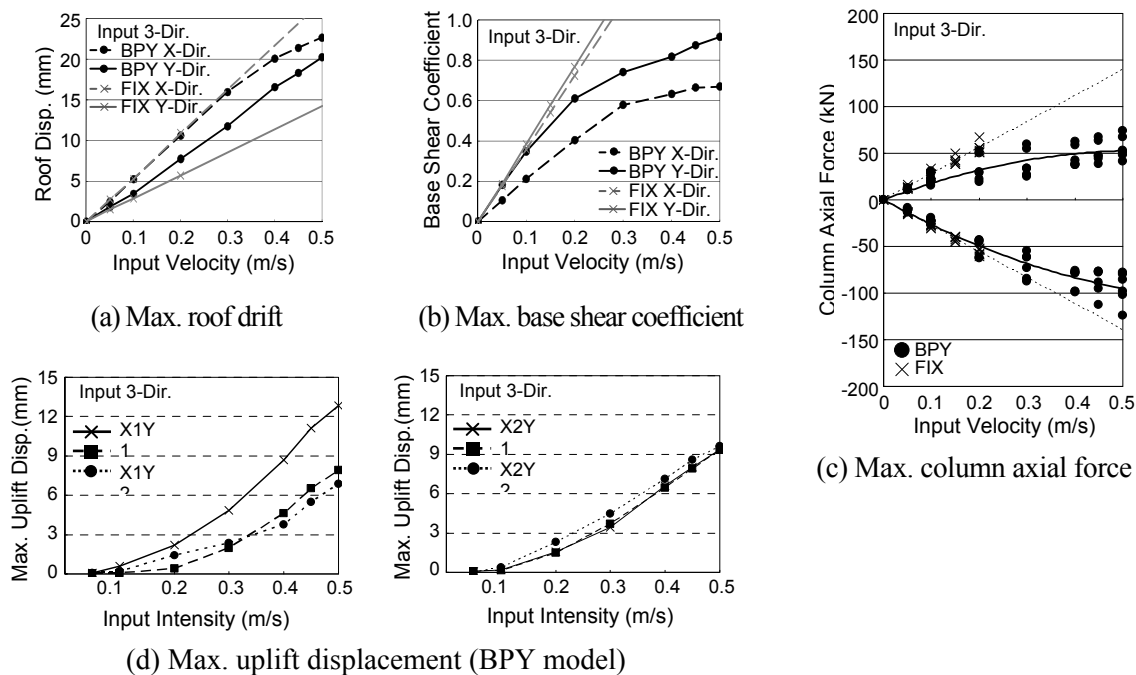 25
20
15
10
5
0
Roof Disp. (mm)
Input 3-Dir.
BPY X-Dir.
BPY Y-Dir.
FIX X-Dir.
FIX Y-Dir.
0 0.1 0.2 0.3 0.4 0.5
Input Velocity (m/s)
(a) Max. roof drift
1.0
0.8
0.6
0.4
0.2
0.0
Base Shear Coefficient
Input 3-Dir.
BPY X-Dir.
BPY Y-Dir.
FIX X-Dir.
FIX Y-Dir.
0 0.1 0.2 0.3 0.4 0.5
Input Velocity (m/s)
(b) Max. base shear coefficient
200
150
100
50
0
-50
-100
-150
-200
Column Axial Force (kN)
Input 3-Dir.
BPY
FIX
0 0.1 0.2 0.3 0.4 0.5
Input Velocity (m/s)
(c) Max. column axial force
15
12
9
6
3
0
Max. Uplift Disp.(mm)
Input 3-Dir.
X1Y
1
X1Y
0.1 0.2 0.3 0.4 0.5
Input Intensity (m/s)
15
12
9
6
3
0
Max. Uplift Disp.(mm)
Input 3-Dir.
X2Y
1
X2Y
0.1 0.2 0.3 0.4 0.5
Input Intensity (m/s)
(d) Max. uplift displacement (BPY model)